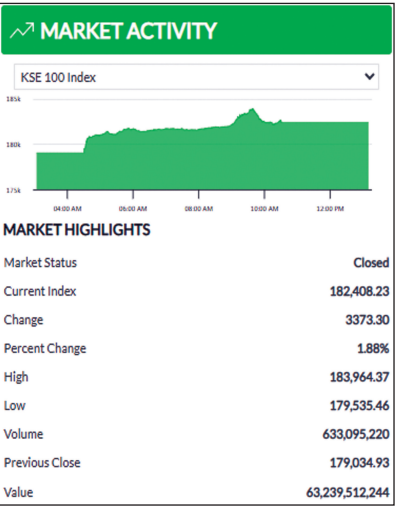 MARKET ACTIVITY
KSE 100 Index
185k
180k
175k
04:00 AM 06:00 AM 08:00 AM 10:00 AM 12:00 PM
MARKET HIGHLIGHTS
Market Status Closed
Current Index 182,408.23
Change 3373.30
Percent Change 1.88%
High 183,964.37
Low 179,535.46
Volume 633,095,220
Previous Close 179,034.93
Value 63,239,512,244